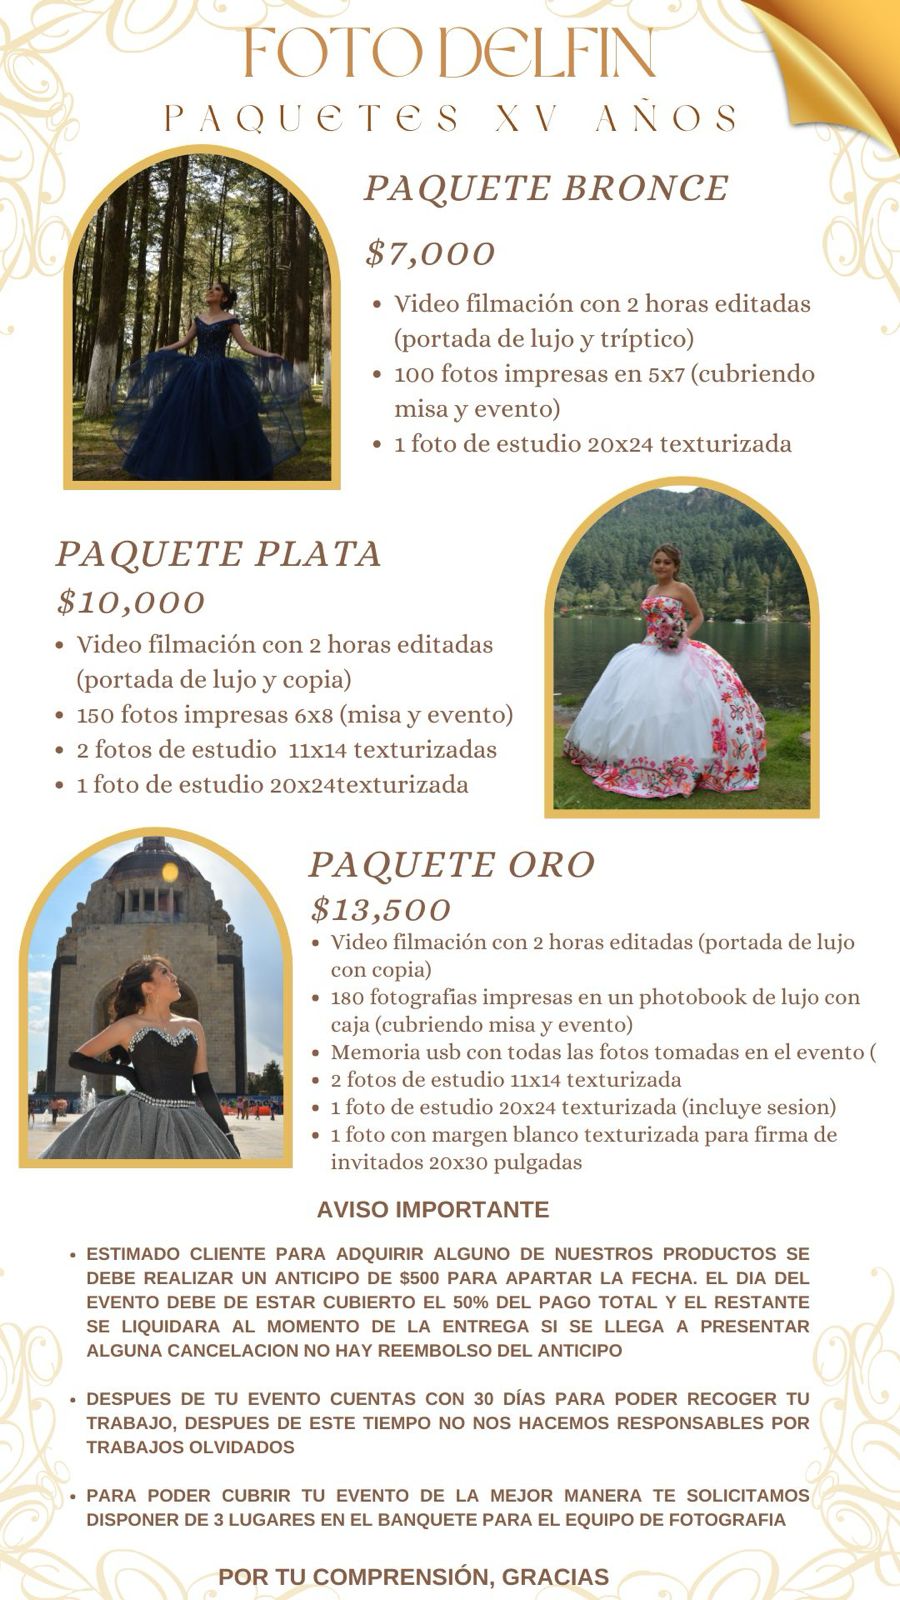 FOTO DELFIN
PAQUETES XV AÑOS
PAQUETE BRONCE
$7,000
• Video filmación con 2 horas editadas
(portada de lujo y tríptico)
• 100 fotos impresas en 5x7 (cubriendo
misa y evento)
• 1 foto de estudio 20x24 texturizada
PAQUETE PLATA
$10,000
• Video filmación con 2 horas editadas
(portada de lujo y copia)
• 150 fotos impresas 6x8 (misa y evento)
• 2 fotos de estudio 11x14 texturizadas
• 1 foto de estudio 20x24texturizada
PAQUETE ORO
$13,500
• Video filmación con 2 horas editadas (portada de lujo
con copia)
• 180 fotografias impresas en un photobook de lujo con
caja (cubriendo misa y evento)
• Memoria usb con todas las fotos tomadas en el evento (
• 2 fotos de estudio 11x14 texturizada
• 1 foto de estudio 20x24 texturizada (incluye sesion)
• 1 foto con margen blanco texturizada para firma de
invitados 20x30 pulgadas
AVISO IMPORTANTE
• ESTIMADO CLIENTE PARA ADQUIRIR ALGUNO DE NUESTROS PRODUCTOS SE
DEBE REALIZAR UN ANTICIPO DE $500 PARA APARTAR LA FECHA. EL DIA DEL
EVENTO DEBE DE ESTAR CUBIERTO EL 50% DEL PAGO TOTAL Y EL RESTANTE
SE LIQUIDARA AL MOMENTO DE LA ENTREGA SI SE LLEGA A PRESENTAR
ALGUNA CANCELACION NO HAY REEMBOLSO DEL ANTICIPO
• DESPUES DE TU EVENTO CUENTAS CON 30 DÍAS PARA PODER RECOGER TU
TRABAJO, DESPUES DE ESTE TIEMPO NO NOS HACEMOS RESPONSABLES POR
TRABAJOS OLVIDADOS
• PARA PODER CUBRIR TU EVENTO DE LA MEJOR MANERA TE SOLICITAMOS
DISPONER DE 3 LUGARES EN EL BANQUETE PARA EL EQUIPO DE FOTOGRAFIA
POR TU COMPRENSIÓN, GRACIAS